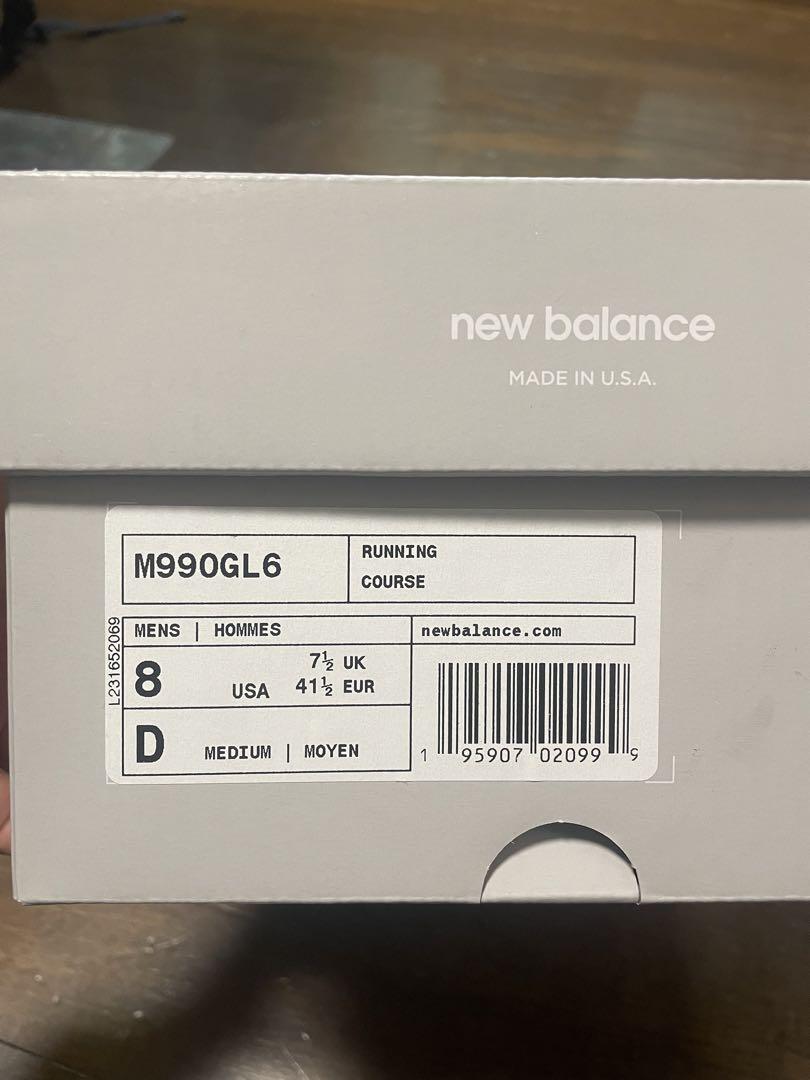 new balance
MADE IN U.S.A.
M990GL6
RUNNING
COURSE
L231652069
MENS | HOMMES
newbalance.com
8 USA 7½ UK
41½ EUR
D MEDIUM | MOYEN
1 95907 02099 9